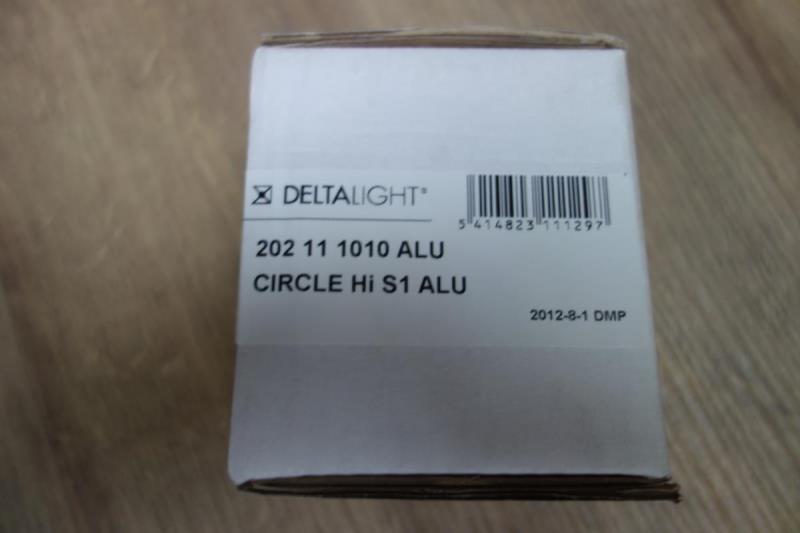 DELTALIGHT®
5 414823 111297
202 11 1010 ALU
CIRCLE Hi S1 ALU
2012-8-1 DMP